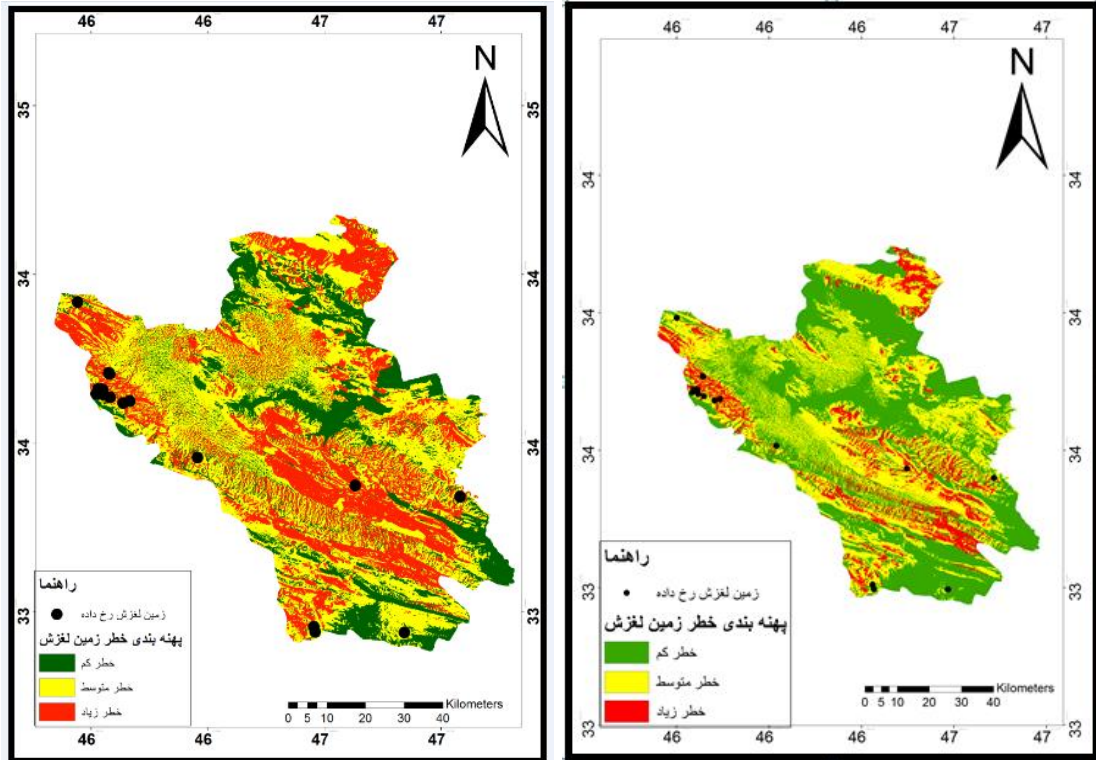 46 46 47 47
N
35
34
34
33
راهنما
زمین لغزش رخ داده
پهنه بندی خطر زمین لغزش
خطر کم
خطر متوسط
خطر زیاد
Kilometers
0 5 10 20 30 40
46 46 47 47
46 46 46 47 47
N
34 34
34 34
34 34
33 33
33 33
راهنما
زمین لغزش رخ داده
پهنه بندی خطر زمین لغزش
خطر کم
خطر متوسط
خطر زیاد
Kilometers
0 5 10 20 30 40
46 46 46 47 47